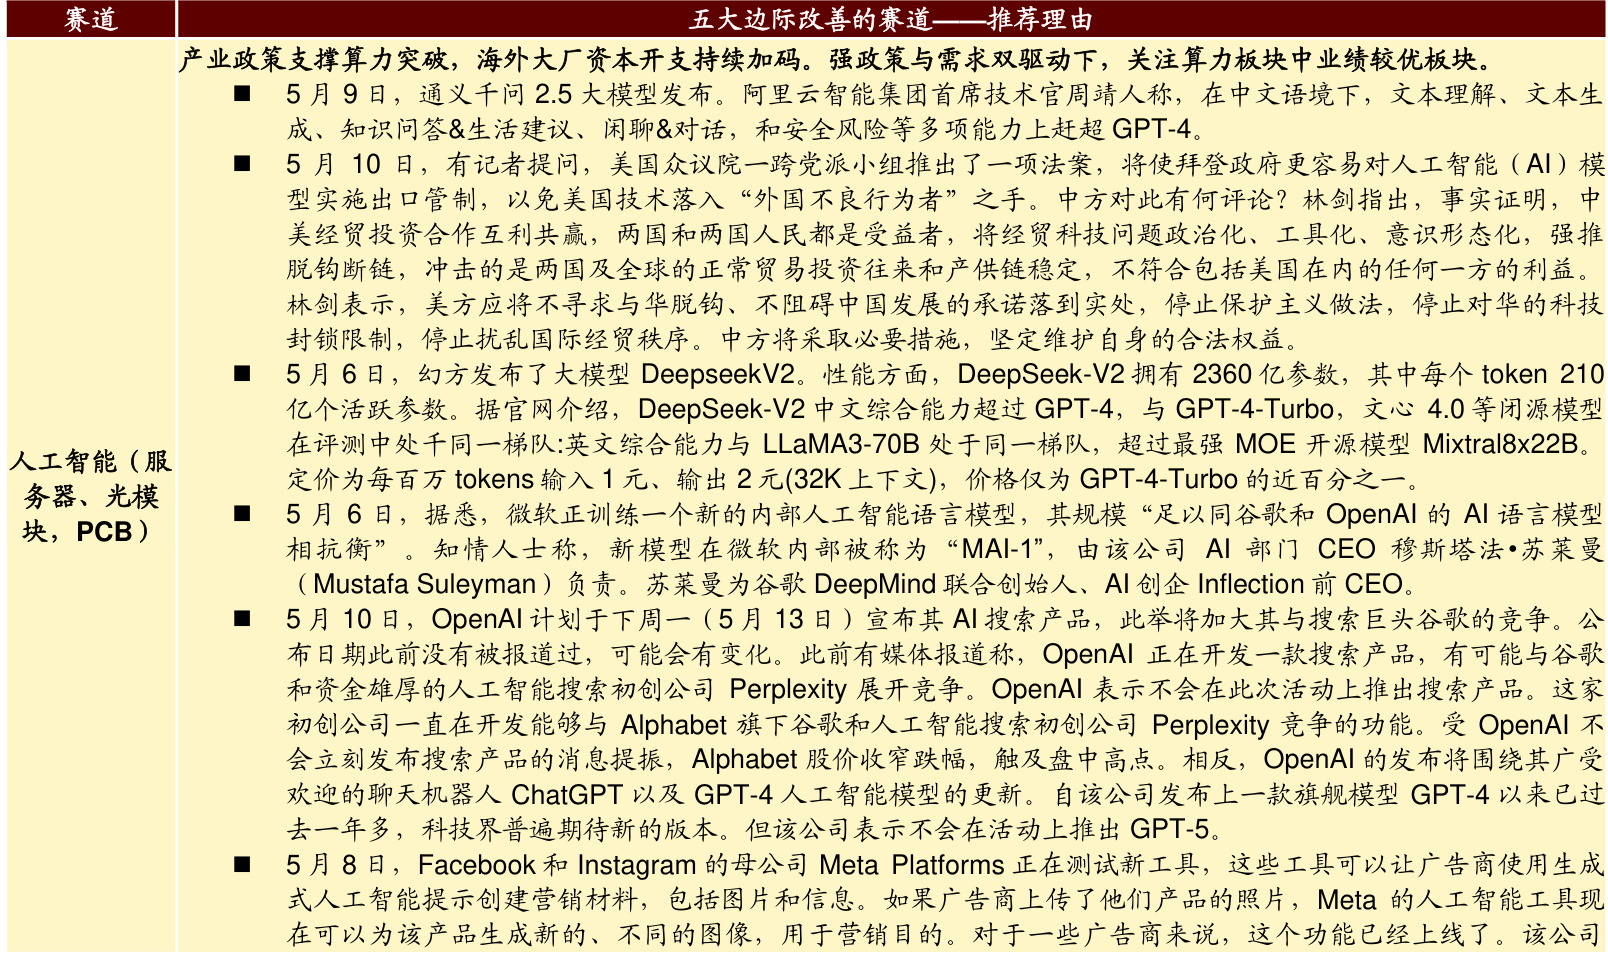 赛道
五大边际改善的赛道——推荐理由
人工智能（服
务器、光模
块，PCB）
产业政策支撑算力突破，海外大厂资本开支持续加码。强政策与需求双驱动下，关注算力板块中业绩较优板块。
■ 5 月 9 日，通义千问 2.5 大模型发布。阿里云智能集团首席技术官周靖人称，在中文语境下，文本理解、文本生
成、知识问答&生活建议、闲聊&对话，和安全风险等多项能力上赶超 GPT-4。
■ 5 月 10 日，有记者提问，美国众议院一跨党派小组推出了一项法案，将使拜登政府更容易对人工智能（AI）模
型实施出口管制，以免美国技术落入“外国不良行为者”之手。中方对此有何评论？林剑指出，事实证明，中
美经贸投资合作互利共赢，两国和两国人民都是受益者，将经贸科技问题政治化、工具化、意识形态化，强推
脱钩断链，冲击的是两国及全球的正常贸易投资往来和产供链稳定，不符合包括美国在内的任何一方的利益。
林剑表示，美方应将不寻求与华脱钩、不阻碍中国发展的承诺落到实处，停止保护主义做法，停止对华的科技
封锁限制，停止扰乱国际经贸秩序。中方将采取必要措施，坚定维护自身的合法权益。
■ 5 月 6 日，幻方发布了大模型 DeepseekV2。性能方面，DeepSeek-V2 拥有 2360 亿参数，其中每个 token 210
亿个活跃参数。据官网介绍，DeepSeek-V2 中文综合能力超过 GPT-4，与 GPT-4-Turbo，文心 4.0 等闭源模型
在评测中处千同一梯队:英文综合能力与 LLaMA3-70B 处于同一梯队，超过最强 MOE 开源模型 Mixtral8x22B。
定价为每百万 tokens 输入 1 元、输出 2 元(32K 上下文)，价格仅为 GPT-4-Turbo 的近百分之一。
■ 5 月 6 日，据悉，微软正训练一个新的内部人工智能语言模型，其规模“足以同谷歌和 OpenAI 的 AI 语言模型
相抗衡”。知情人士称，新模型在微软内部被称为“MAI-1”，由该公司 AI 部门 CEO 穆斯塔法•苏莱曼
（Mustafa Suleyman）负责。苏莱曼为谷歌 DeepMind 联合创始人、AI 创企 Inflection 前 CEO。
■ 5 月 10 日，OpenAI 计划于下周一（5 月 13 日）宣布其 AI 搜索产品，此举将加大其与搜索巨头谷歌的竞争。公
布日期此前没有被报道过，可能会有变化。此前有媒体报道称，OpenAI 正在开发一款搜索产品，有可能与谷歌
和资金雄厚的人工智能搜索初创公司 Perplexity 展开竞争。OpenAI 表示不会在此次活动上推出搜索产品。这家
初创公司一直在开发能够与 Alphabet 旗下谷歌和人工智能搜索初创公司 Perplexity 竞争的功能。受 OpenAI 不
会立刻发布搜索产品的消息提振，Alphabet 股价收窄跌幅，触及盘中高点。相反，OpenAI 的发布将围绕其广受
欢迎的聊天机器人 ChatGPT 以及 GPT-4 人工智能模型的更新。自该公司发布上一款旗舰模型 GPT-4 以来已过
去一年多，科技界普遍期待新的版本。但该公司表示不会在活动上推出 GPT-5。
■ 5 月 8 日，Facebook 和 Instagram 的母公司 Meta Platforms 正在测试新工具，这些工具可以让广告商使用生成
式人工智能提示创建营销材料，包括图片和信息。如果广告商上传了他们产品的照片，Meta 的人工智能工具现
在可以为该产品生成新的、不同的图像，用于营销目的。对于一些广告商来说，这个功能已经上线了。该公司